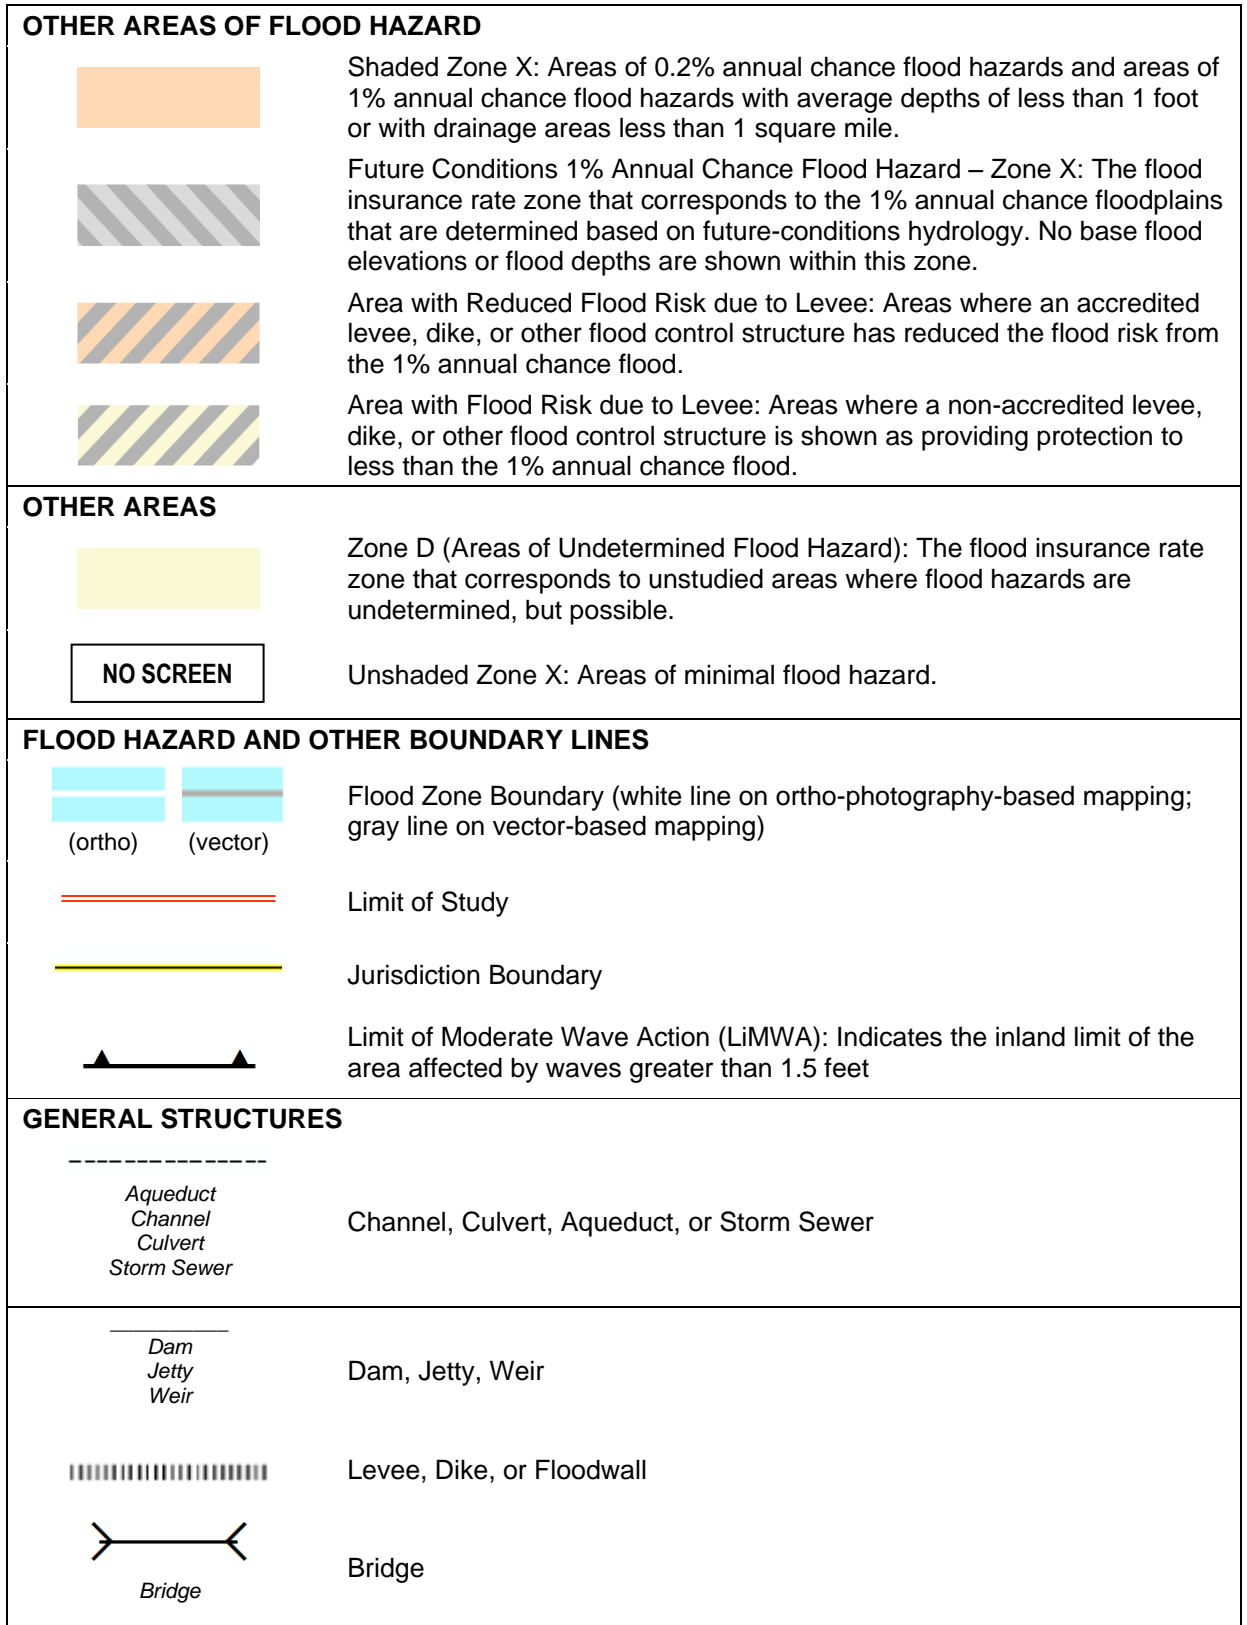 OTHER AREAS OF FLOOD HAZARD
Shaded Zone X: Areas of 0.2% annual chance flood hazards and areas of
1% annual chance flood hazards with average depths of less than 1 foot
or with drainage areas less than 1 square mile.
Future Conditions 1% Annual Chance Flood Hazard – Zone X: The flood
insurance rate zone that corresponds to the 1% annual chance floodplains
that are determined based on future-conditions hydrology. No base flood
elevations or flood depths are shown within this zone.
Area with Reduced Flood Risk due to Levee: Areas where an accredited
levee, dike, or other flood control structure has reduced the flood risk from
the 1% annual chance flood.
Area with Flood Risk due to Levee: Areas where a non-accredited levee,
dike, or other flood control structure is shown as providing protection to
less than the 1% annual chance flood.
OTHER AREAS
Zone D (Areas of Undetermined Flood Hazard): The flood insurance rate
zone that corresponds to unstudied areas where flood hazards are
undetermined, but possible.
NO SCREEN
Unshaded Zone X: Areas of minimal flood hazard.
FLOOD HAZARD AND OTHER BOUNDARY LINES
(ortho) (vector)
Flood Zone Boundary (white line on ortho-photography-based mapping;
gray line on vector-based mapping)
Limit of Study
Jurisdiction Boundary
Limit of Moderate Wave Action (LiMWA): Indicates the inland limit of the
area affected by waves greater than 1.5 feet
GENERAL STRUCTURES
Aqueduct
Channel
Culvert
Storm Sewer
Channel, Culvert, Aqueduct, or Storm Sewer
Dam
Jetty
Weir
Dam, Jetty, Weir
Levee, Dike, or Floodwall
Bridge
Bridge